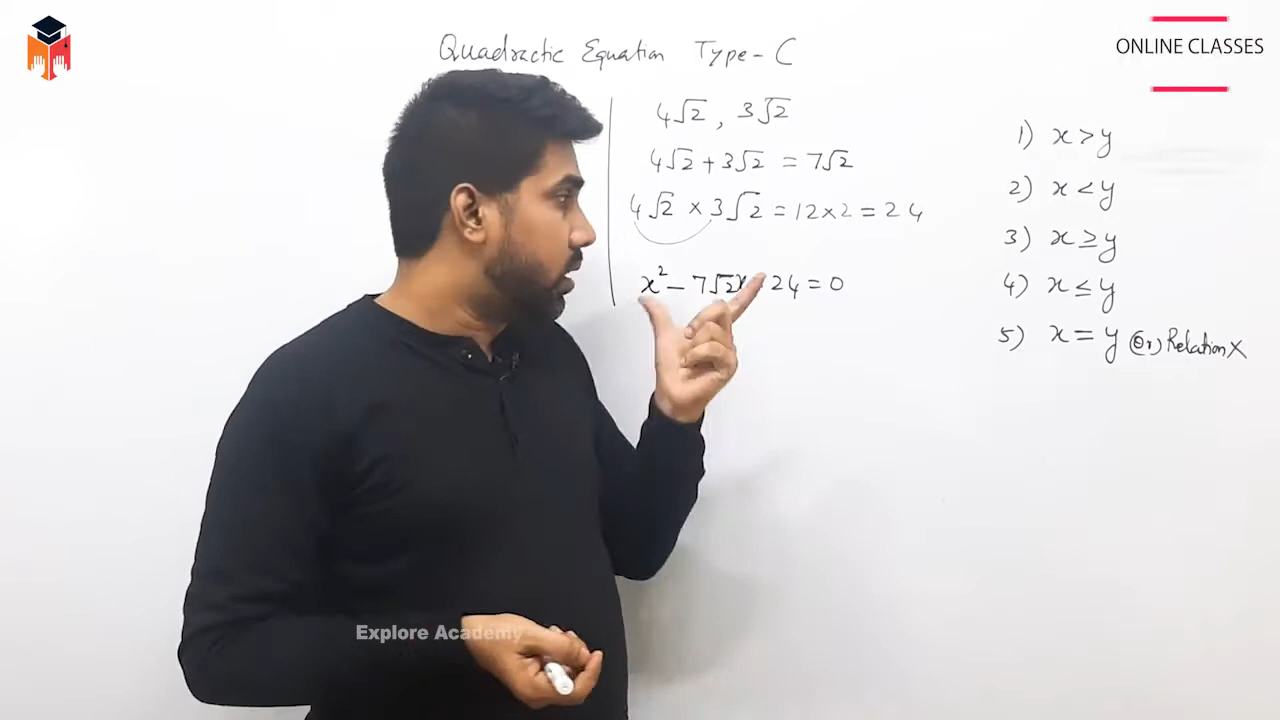 Quadractic Equation Type-C
ONLINE CLASSES
4√2, 3√2
4√2 + 3√2 = 7√2
4√2 × 3√2 = 12×2 = 24
x² - 7√2x 24 = 0
1) x > y
2) x < y
3) x ≥ y
4) x ≤ y
5) x = y (or) Relation X
Explore Academy